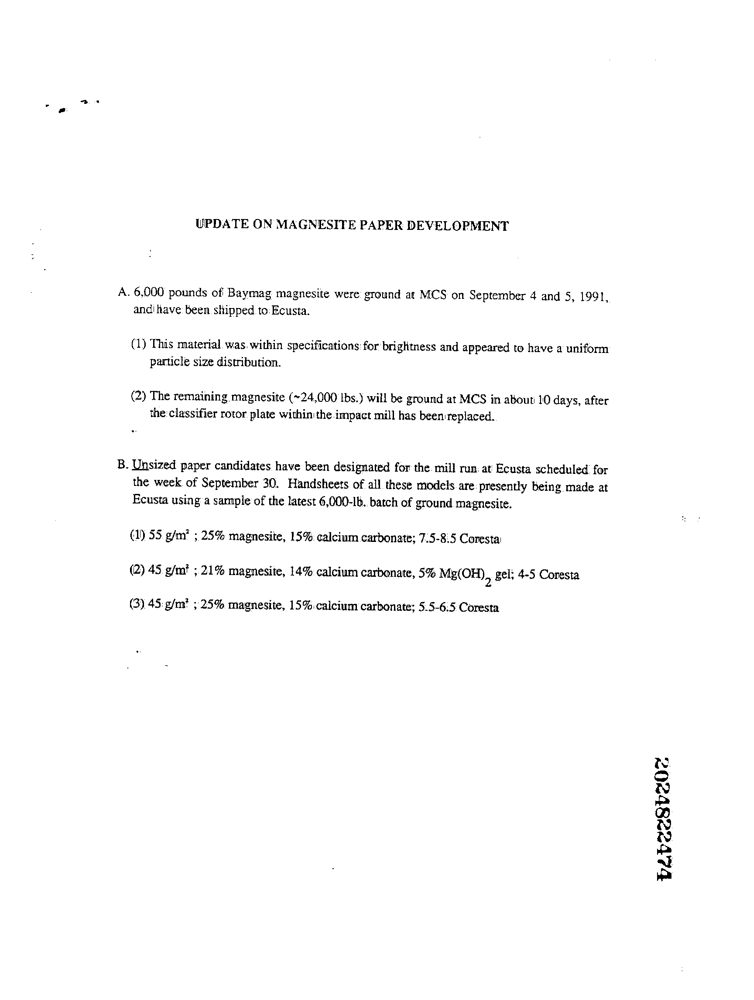 UPDATE ON MAGNESITE PAPER DEVELOPMENT
A. 6,000 pounds of Baymag magnesite were ground at MCS on September 4 and 5, 1991,
and have been shipped to Ecusta.
(1) This material was within specifications for brightness and appeared to have a uniform
particle size distribution.
(2) The remaining magnesite (~24,000 lbs.) will be ground at MCS in about 10 days, after
the classifier rotor plate within the impact mill has been replaced.
B. Unsized paper candidates have been designated for the mill run at Ecusta scheduled for
the week of September 30. Handsheets of all these models are presently being made at
Ecusta using a sample of the latest 6,000-lb. batch of ground magnesite.
(1) 55 g/m² ; 25% magnesite, 15% calcium carbonate; 7.5-8.5 Coresta
(2) 45 g/m² ; 21% magnesite, 14% calcium carbonate, 5% Mg(OH)₂ gel; 4-5 Coresta
(3) 45 g/m² ; 25% magnesite, 15% calcium carbonate; 5.5-6.5 Coresta
2024822474